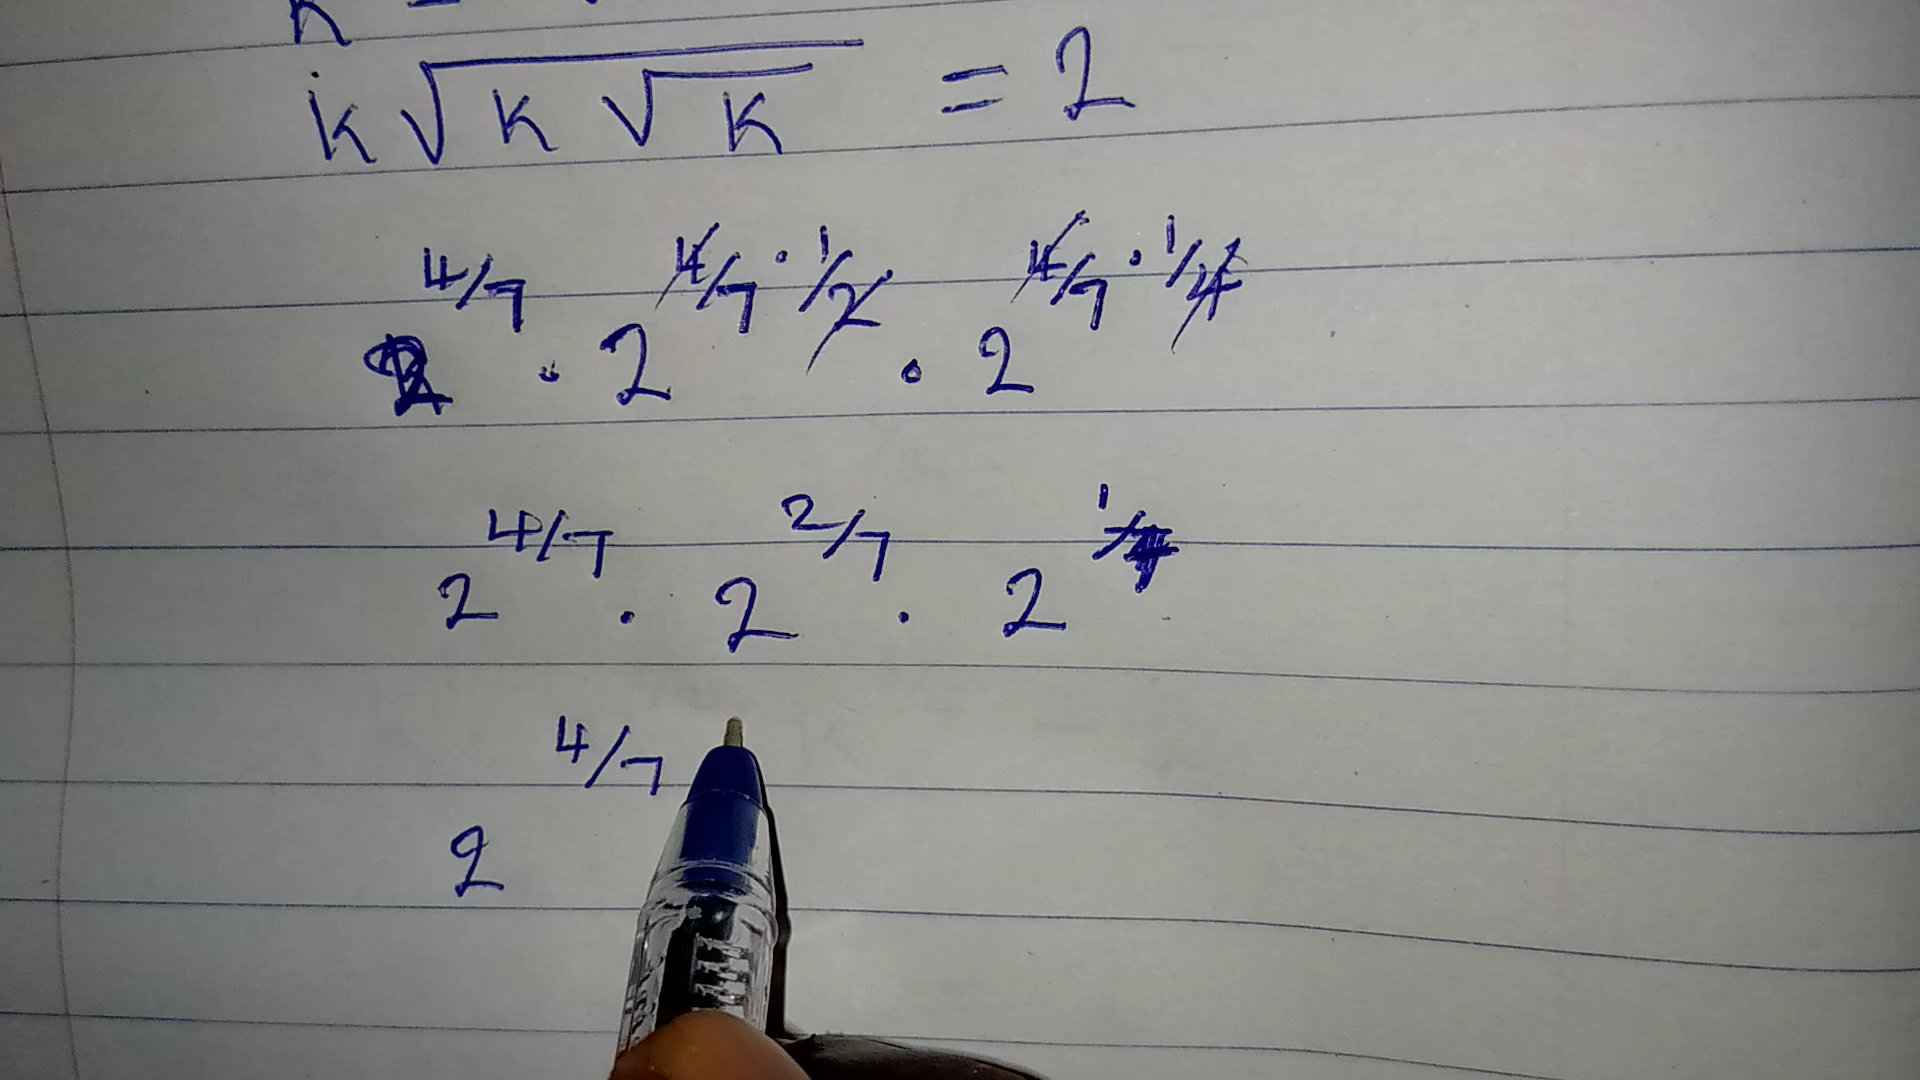 k√(k√k) = 2
2^(4/7) · 2^(4/7 · 1/2) · 2^(4/7 · 1/4)
2^(4/7) · 2^(2/7) · 2^(1/7)
2^(4/7)